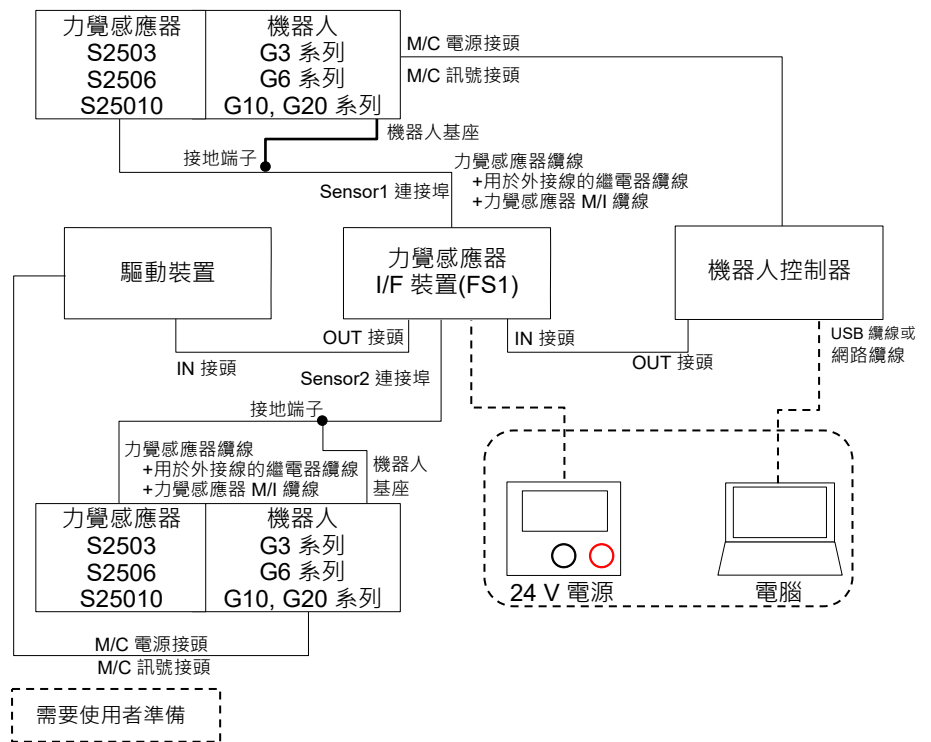 力覺感應器
S2503
S2506
S25010
機器人
G3 系列
G6 系列
G10, G20 系列
M/C 電源接頭
M/C 訊號接頭
機器人基座
接地端子
力覺感應器纜線
+用於外接線的繼電器纜線
+力覺感應器 M/I 纜線
Sensor1 連接埠
驅動裝置
力覺感應器
I/F 裝置(FS1)
機器人控制器
OUT 接頭
IN 接頭
IN 接頭
OUT 接頭
USB 纜線或
網路纜線
Sensor2 連接埠
接地端子
力覺感應器纜線
+用於外接線的繼電器纜線
+力覺感應器 M/I 纜線
機器人
基座
力覺感應器
S2503
S2506
S25010
機器人
G3 系列
G6 系列
G10, G20 系列
24 V 電源
電腦
M/C 電源接頭
M/C 訊號接頭
需要使用者準備